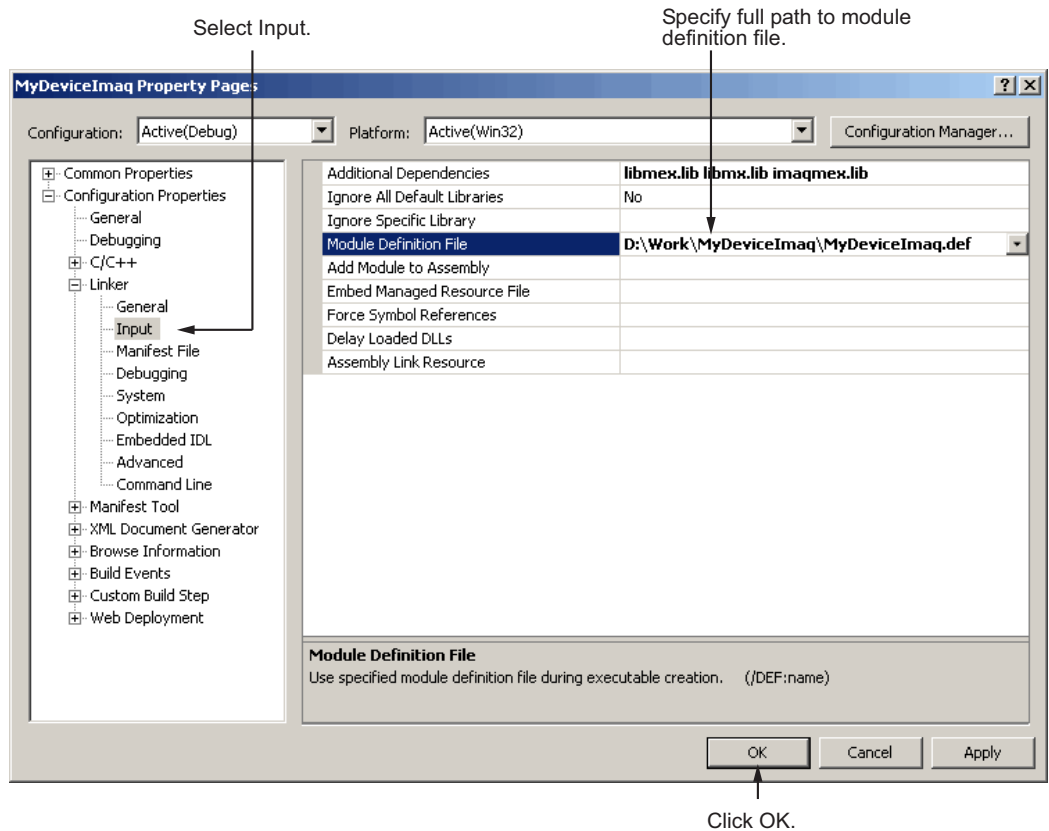 Select Input.
Specify full path to module
definition file.
MyDeviceImaq Property Pages
Configuration: Active(Debug) Platform: Active(Win32) Configuration Manager...
Common Properties
Configuration Properties
General
Debugging
C/C++
Linker
General
Input
Manifest File
Debugging
System
Optimization
Embedded IDL
Advanced
Command Line
Manifest Tool
XML Document Generator
Browse Information
Build Events
Custom Build Step
Web Deployment
Additional Dependencies libmex.lib libmx.lib imaqmex.lib
Ignore All Default Libraries No
Ignore Specific Library
Module Definition File D:\Work\MyDeviceImaq\MyDeviceImaq.def
Add Module to Assembly
Embed Managed Resource File
Force Symbol References
Delay Loaded DLLs
Assembly Link Resource
Module Definition File
Use specified module definition file during executable creation. (/DEF:name)
OK Cancel Apply
Click OK.